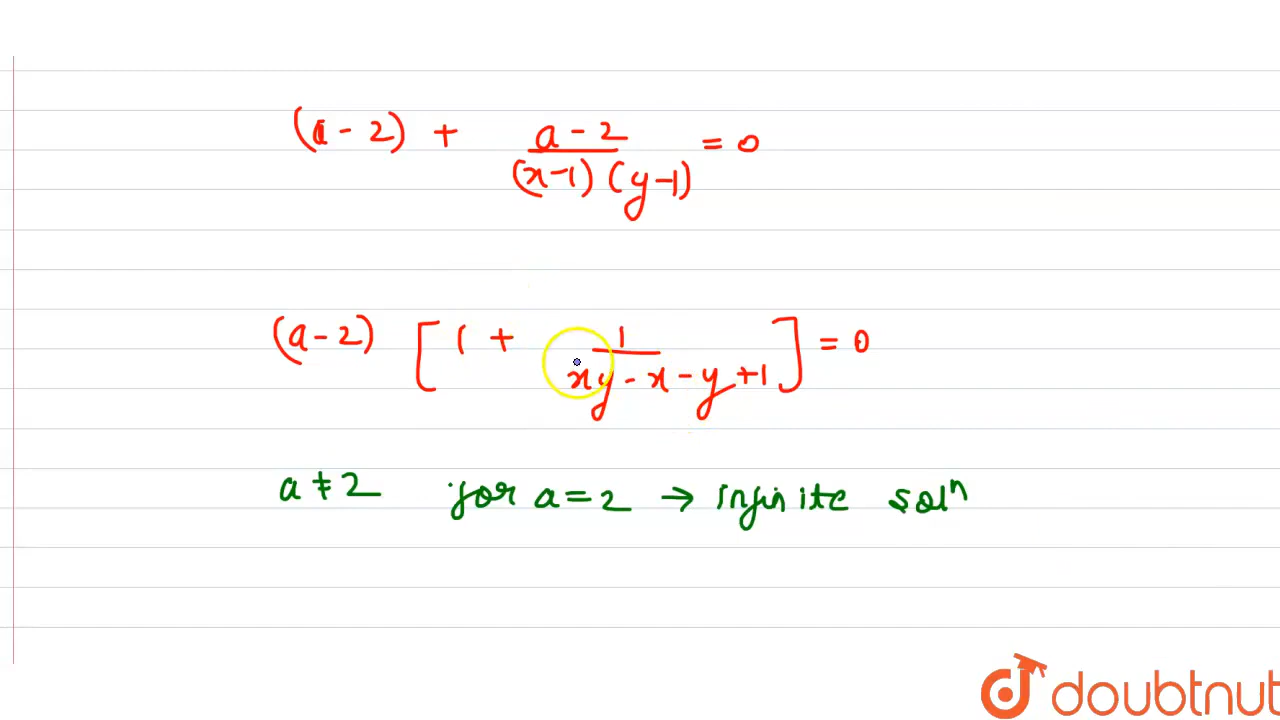 (a - 2) + a - 2 / (x-1) (y-1) = 0
(a - 2) [ 1 + 1 / xy - x - y + 1 ] = 0
a ≠ 2 for a = 2 → infinite solⁿ
doubtnut